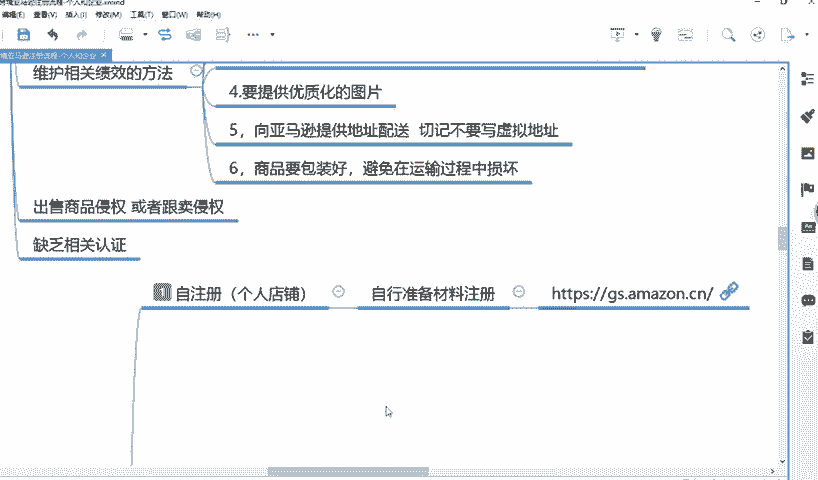 编辑(E) 查看(V) 插入(I) 修改(M) 工具(T) 窗口(W) 帮助(H)
维护相关绩效的方法
4.要提供优质化的图片
5，向亚马逊提供地址配送 切记不要写虚拟地址
6，商品要包装好，避免在运输过程中损坏
出售商品侵权 或者跟卖侵权
缺乏相关认证
1 自注册（个人店铺） 自行准备材料注册 https://gs.amazon.cn/